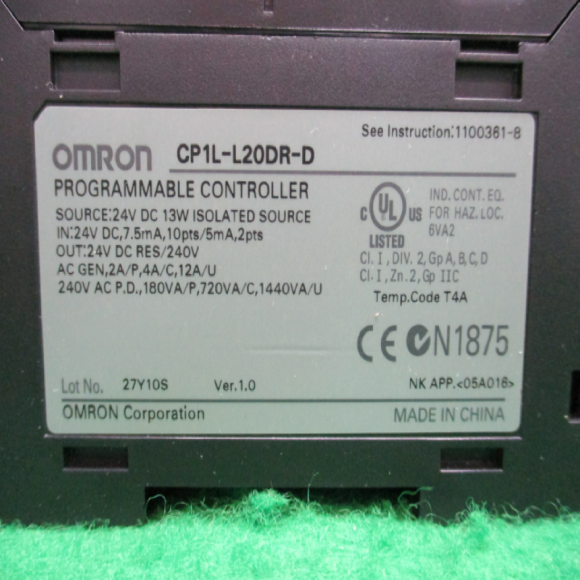 See Instruction:1100361-8
OMRON CP1L-L20DR-D
PROGRAMMABLE CONTROLLER
SOURCE:24V DC 13W ISOLATED SOURCE
IN:24V DC,7.5mA,10pts/5mA,2pts
OUT:24V DC RES/240V
AC GEN,2A/P,4A/C,12A/U
240V AC P.D.,180VA/P,720VA/C,1440VA/U
C UL US
LISTED
IND. CONT. EQ.
FOR HAZ. LOC.
6VA2
Cl. I, DIV. 2, Gp A, B, C, D
Cl. I, Zn. 2, Gp IIC
Temp.Code T4A
CE N1875
Lot No. 27Y10S Ver.1.0 NK APP.<05A016>
OMRON Corporation MADE IN CHINA